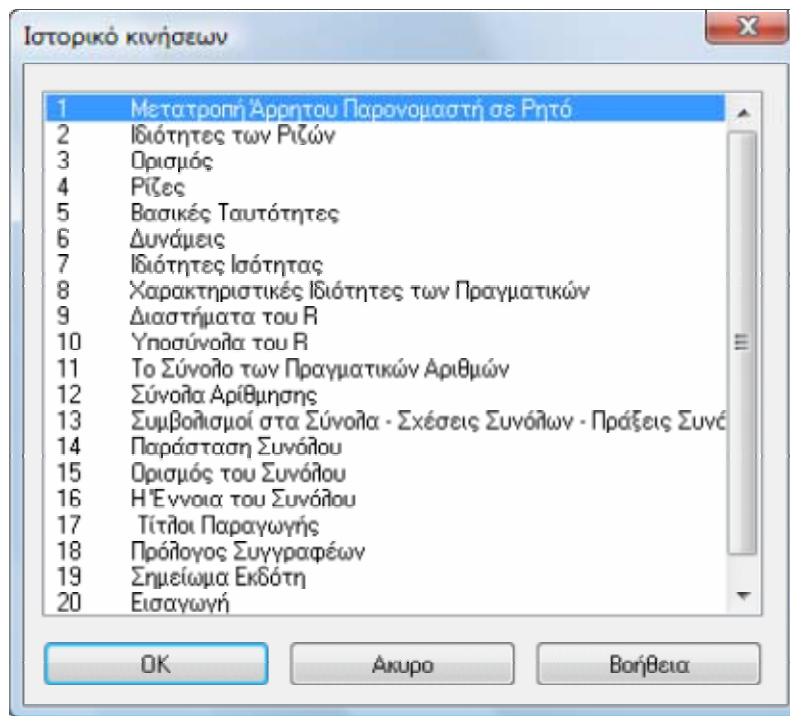 Ιστορικό κινήσεων
1 Μετατροπή Άρρητου Παρονομαστή σε Ρητό
2 Ιδιότητες των Ριζών
3 Ορισμός
4 Ρίζες
5 Βασικές Ταυτότητες
6 Δυνάμεις
7 Ιδιότητες Ισότητας
8 Χαρακτηριστικές Ιδιότητες των Πραγματικών
9 Διαστήματα του R
10 Υποσύνολα του R
11 Το Σύνολο των Πραγματικών Αριθμών
12 Σύνολα Αρίθμησης
13 Συμβολισμοί στα Σύνολα - Σχέσεις Συνόλων - Πράξεις Συνό
14 Παράσταση Συνόλου
15 Ορισμός του Συνόλου
16 Η Έννοια του Συνόλου
17 Τίτλοι Παραγωγής
18 Πρόλογος Συγγραφέων
19 Σημείωμα Εκδότη
20 Εισαγωγή
OK Ακυρο Βοήθεια